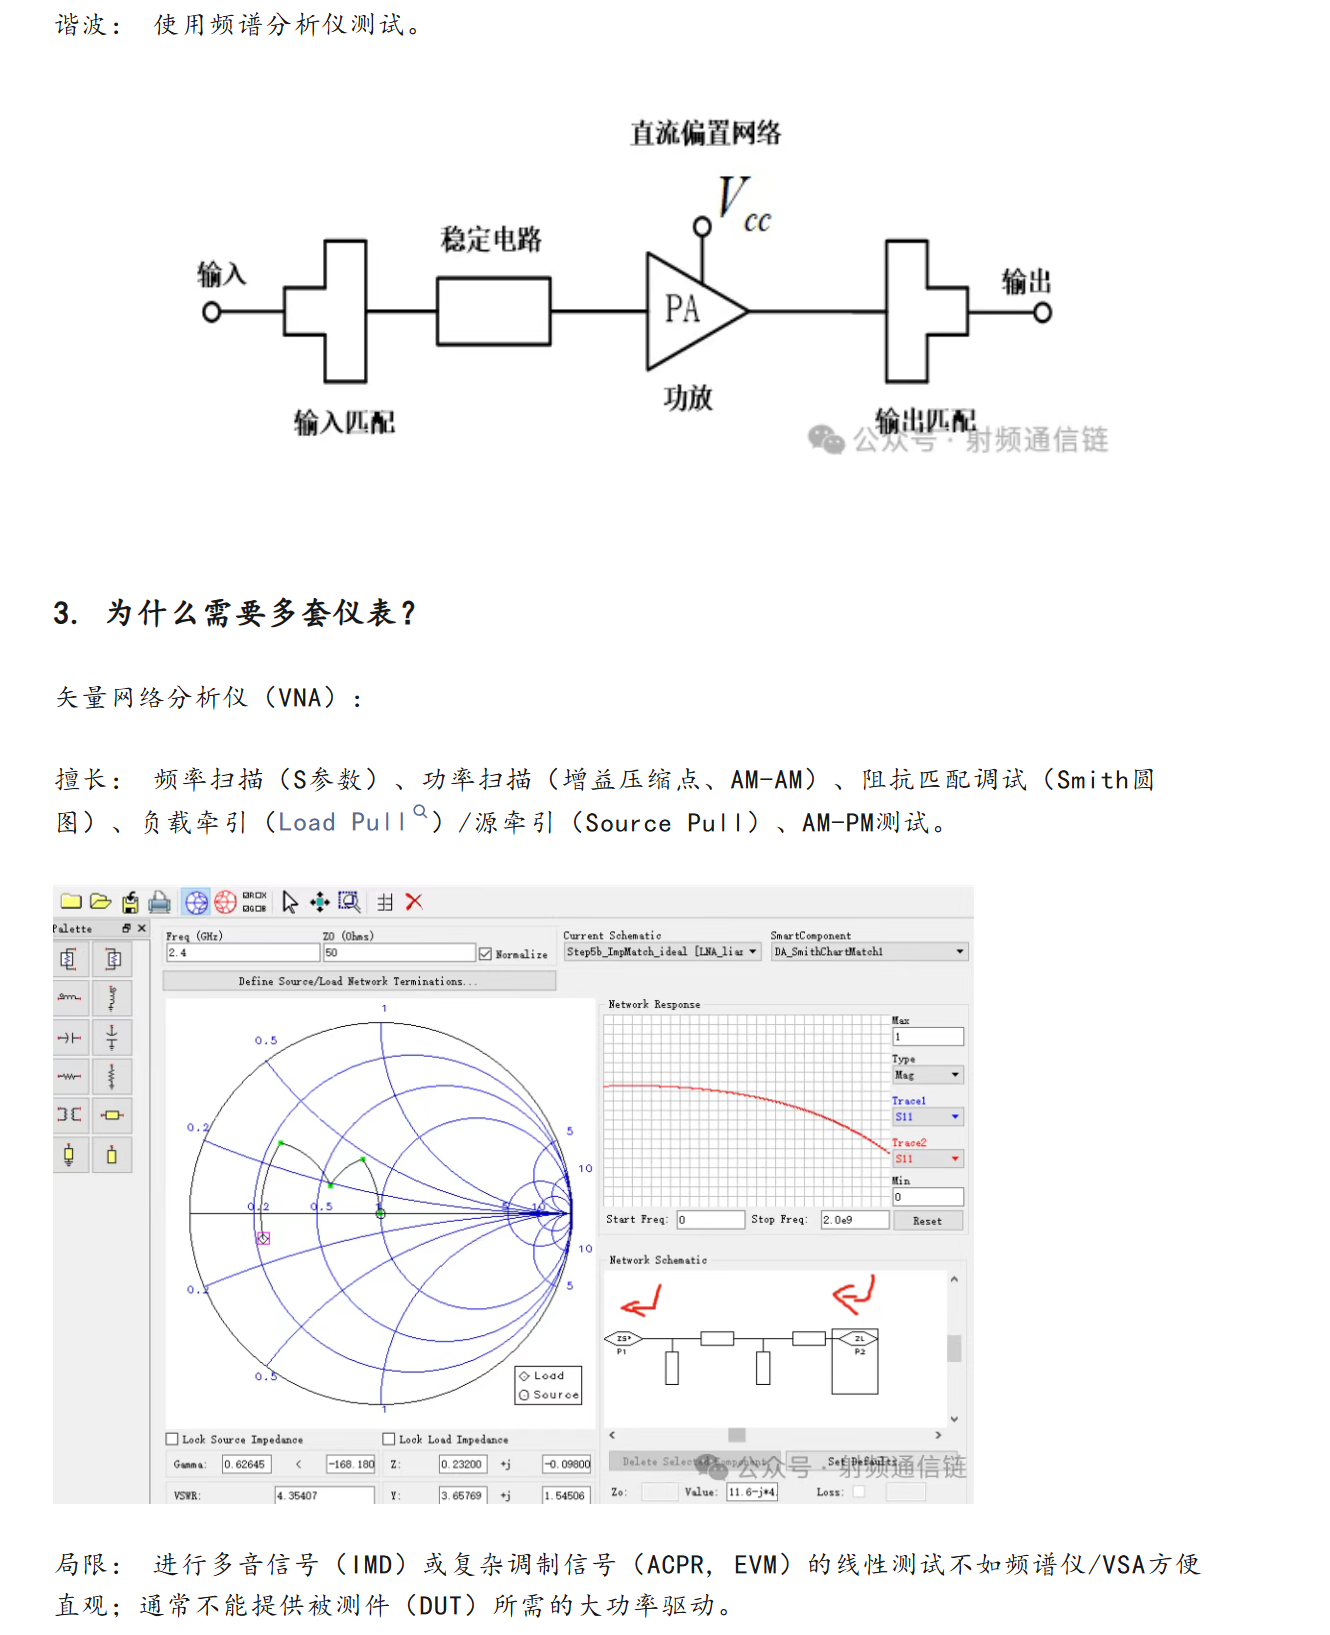 谐波： 使用频谱分析仪测试。
直流偏置网络
Vcc
稳定电路
输入
输出
PA
功放
输入匹配
输出匹配
公众号·射频通信链
3. 为什么需要多套仪表？
矢量网络分析仪（VNA）：
擅长： 频率扫描（S参数）、功率扫描（增益压缩点、AM-AM）、阻抗匹配调试（Smith圆
图）、负载牵引（Load Pull）/源牵引（Source Pull）、AM-PM测试。
Palette
Freq (GHz)
Z0 (Ohms)
Current Schematic
SmartComponent
2.4
50
Normalize
Step5b_ImpMatch_ideal [LNA_lia
DA_SmithChartMatch1
Define Source/Load Network Terminations...
Network Response
Max
1
Type
Mag
Trace1
S11
Trace2
S11
Min
0
Start Freq: 0 Stop Freq: 2.0e9 Reset
1
0.5
0.2
5
10
0.2 0.5 1 5 10
10
5
0.2
0.5
1
Load
Source
Network Schematic
ZS*
P1
ZL
P2
Lock Source Impedance
Lock Load Impedance
Gamma: 0.62645 < -168.180 Z: 0.23200 +j -0.09800
VSWR: 4.35407 Y: 3.65769 +j 1.54506
Delete Selected Component
Set Defaults
公众号·射频通信链
Zo: Value: 11.6-j*4. Loss:
局限： 进行多音信号（IMD）或复杂调制信号（ACPR, EVM）的线性测试不如频谱仪/VSA方便
直观；通常不能提供被测件（DUT）所需的大功率驱动。